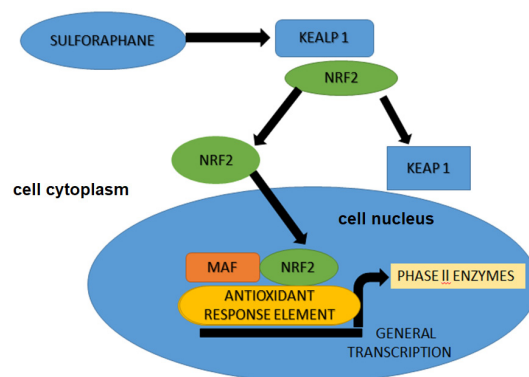 SULFORAPHANE
KEALP 1
NRF2
NRF2
KEAP 1
cell cytoplasm
cell nucleus
MAF
NRF2
PHASE II ENZYMES
ANTIOXIDANT
RESPONSE ELEMENT
GENERAL
TRANSCRIPTION